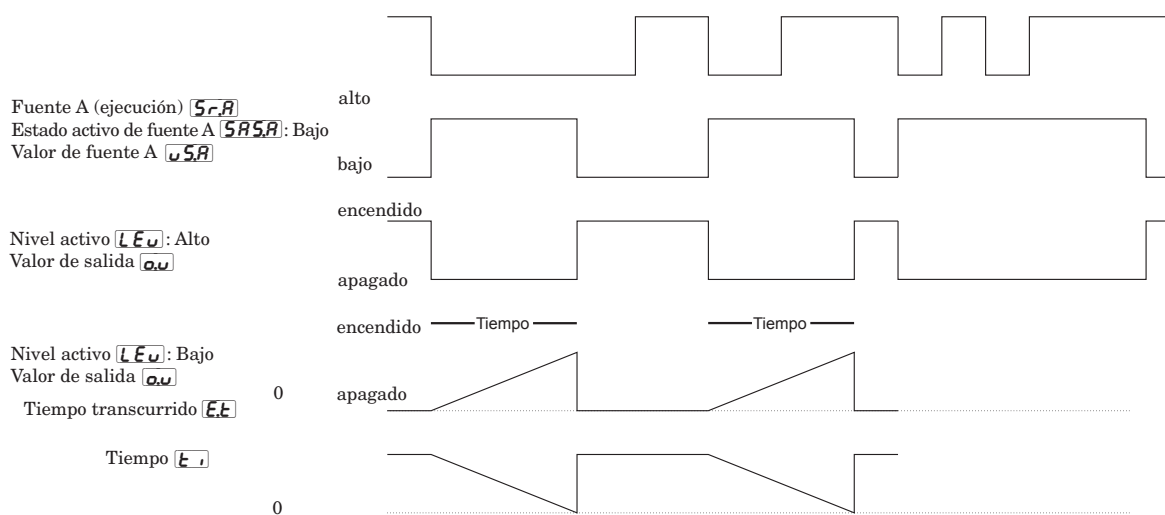 alto
Fuente A (ejecución) Sr.A
Estado activo de fuente A SAS.A: Bajo
Valor de fuente A uS.A
bajo
encendido
Nivel activo LEu: Alto
Valor de salida o.u
apagado
encendido Tiempo Tiempo
Nivel activo LEu: Bajo
Valor de salida o.u
0 apagado
Tiempo transcurrido E.t
Tiempo ti
0